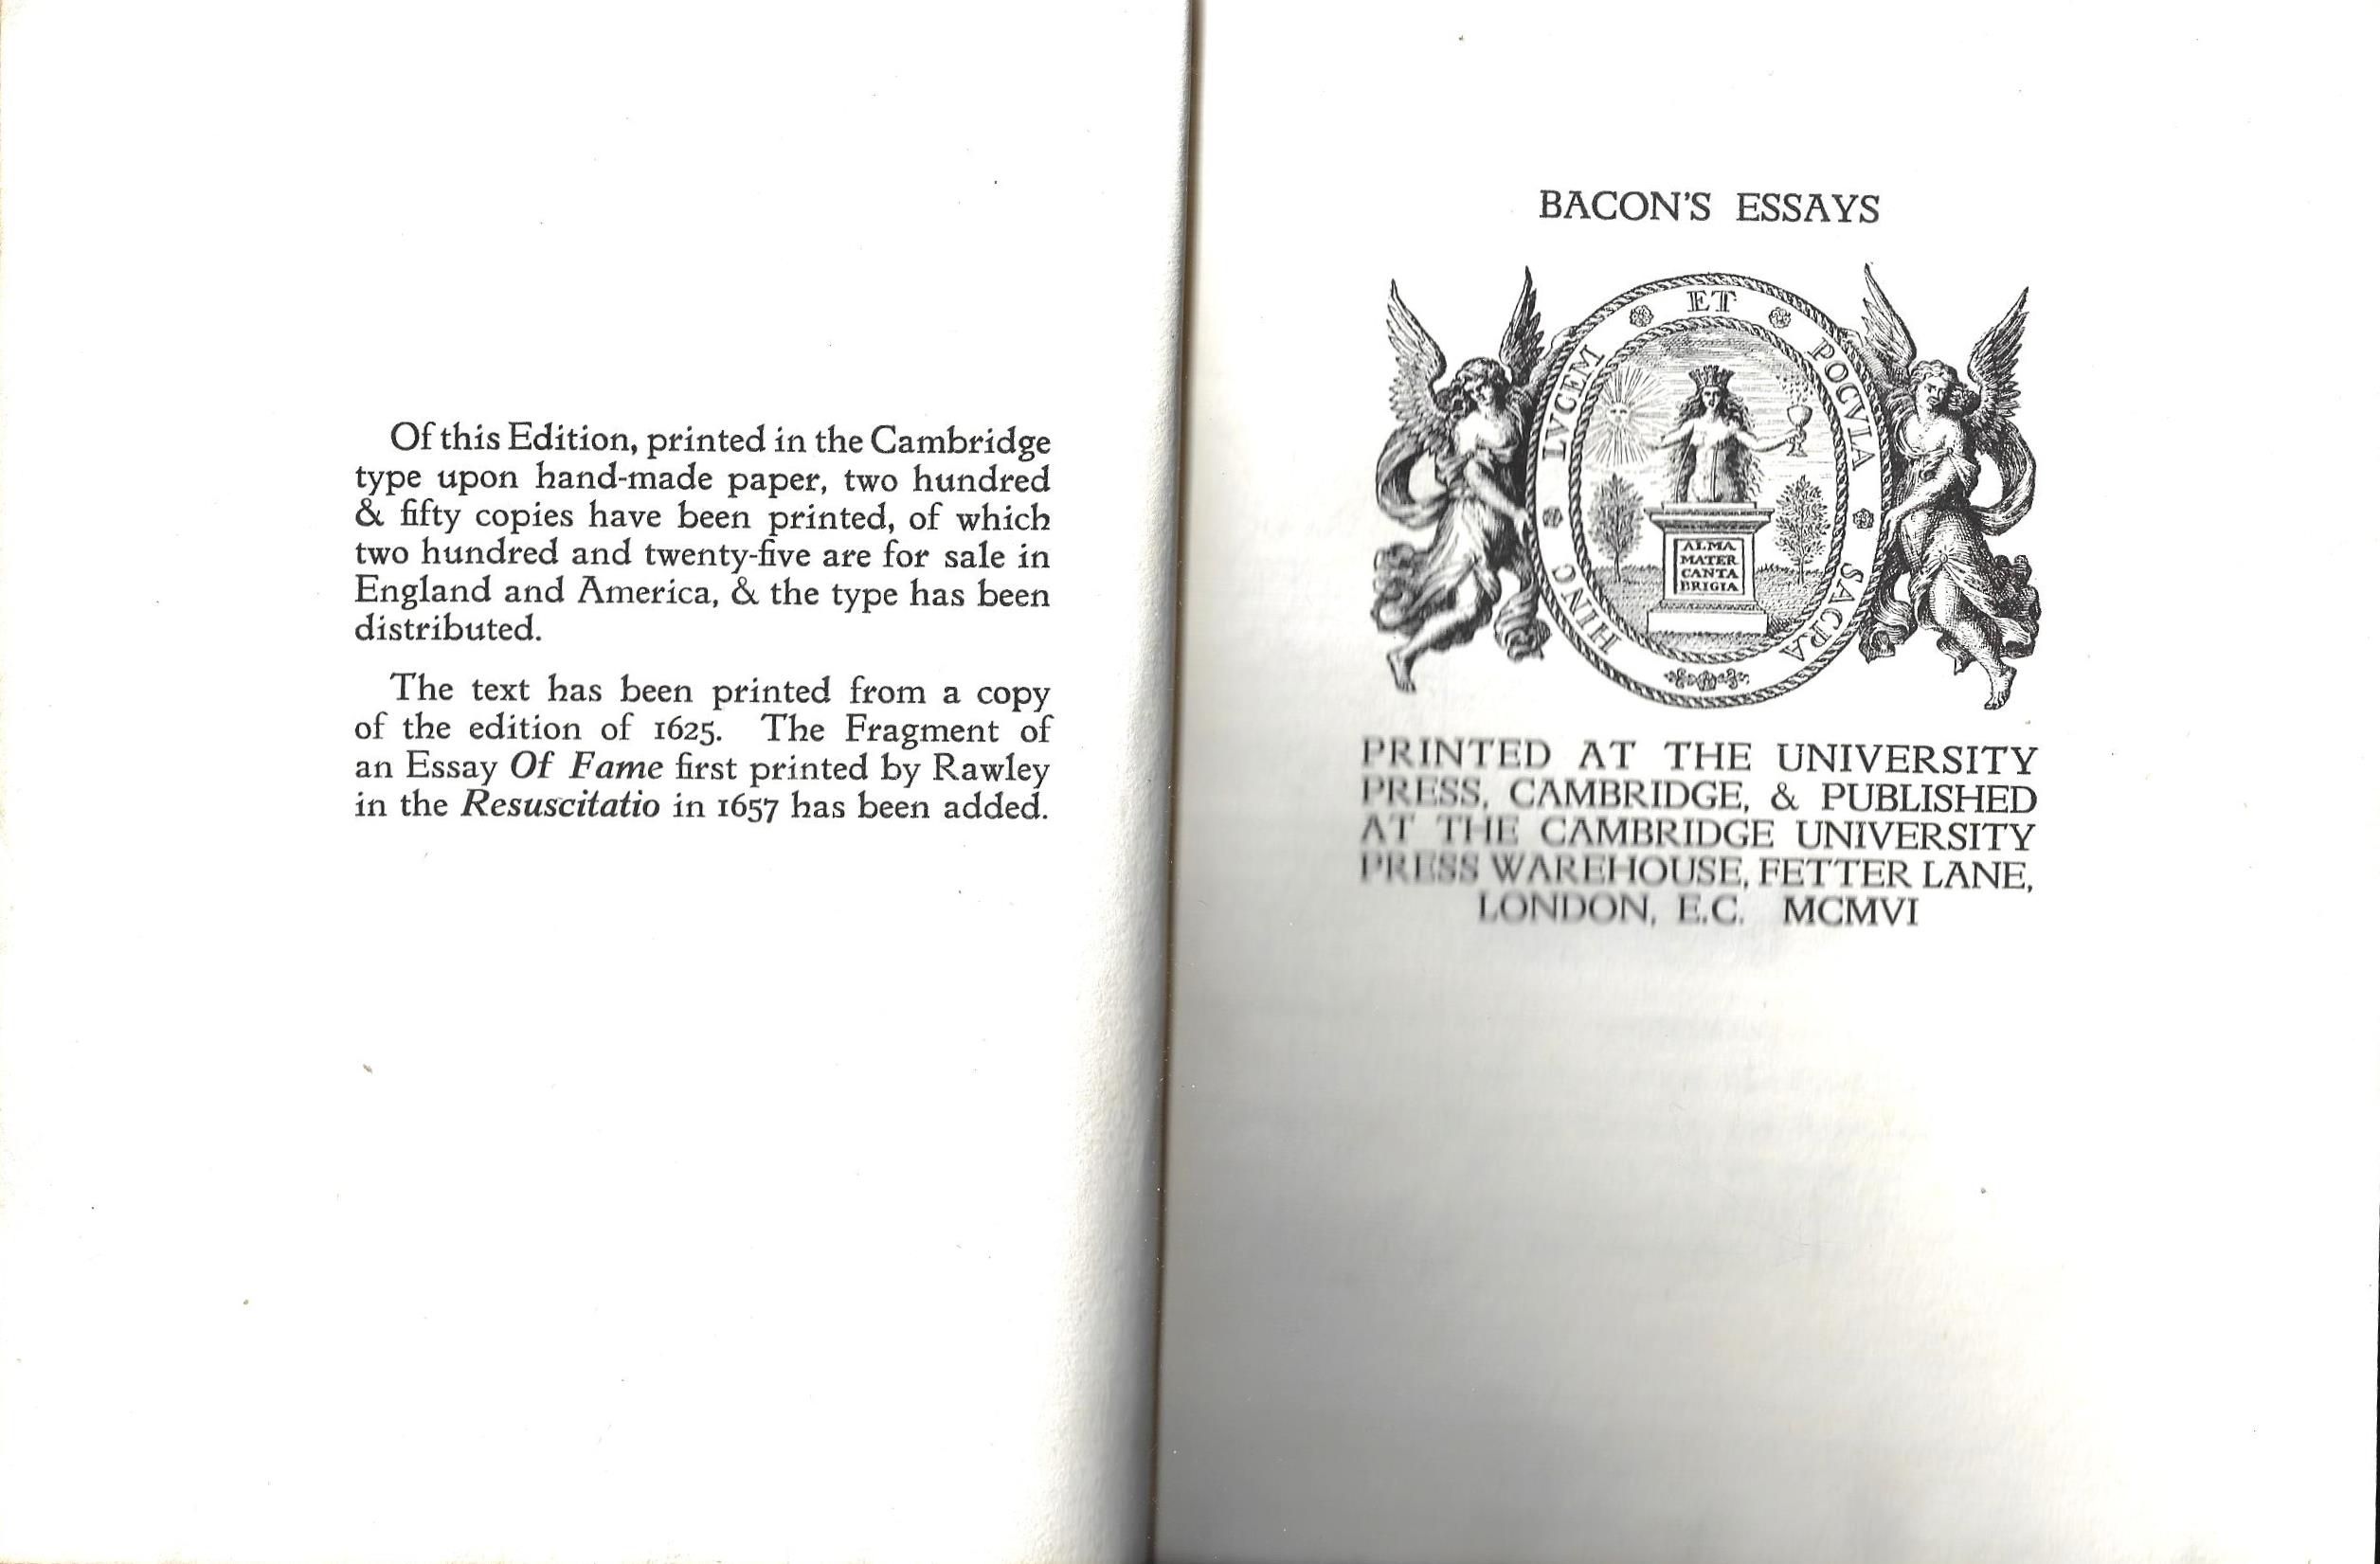 Of this Edition, printed in the Cambridge
type upon hand-made paper, two hundred
& fifty copies have been printed, of which
two hundred and twenty-five are for sale in
England and America, & the type has been
distributed.
The text has been printed from a copy
of the edition of 1625. The Fragment of
an Essay Of Fame first printed by Rawley
in the Resuscitatio in 1657 has been added.
BACON'S ESSAYS
HINC LVCEM ET POCVLA SACRA
ALMA
MATER
CANTA
BRIGIA
PRINTED AT THE UNIVERSITY
PRESS, CAMBRIDGE, & PUBLISHED
AT THE CAMBRIDGE UNIVERSITY
PRESS WAREHOUSE, FETTER LANE,
LONDON, E.C. MCMVI